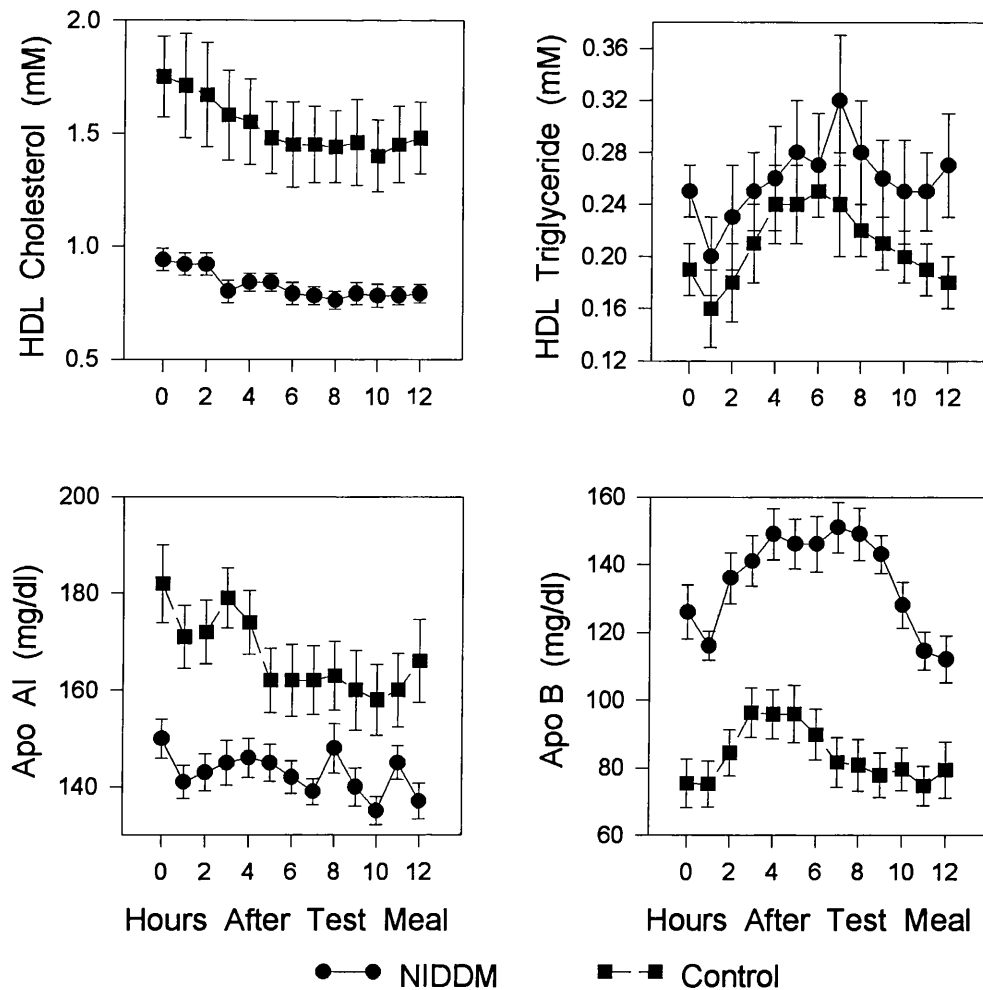 HDL Cholesterol (mM)
2.0
1.5
1.0
0.5
0 2 4 6 8 10 12
HDL Triglyceride (mM)
0.36
0.32
0.28
0.24
0.20
0.16
0.12
0 2 4 6 8 10 12
Apo AI (mg/dl)
200
180
160
140
0 2 4 6 8 10 12
Hours After Test Meal
Apo B (mg/dl)
160
140
120
100
80
60
0 2 4 6 8 10 12
Hours After Test Meal
NIDDM
Control